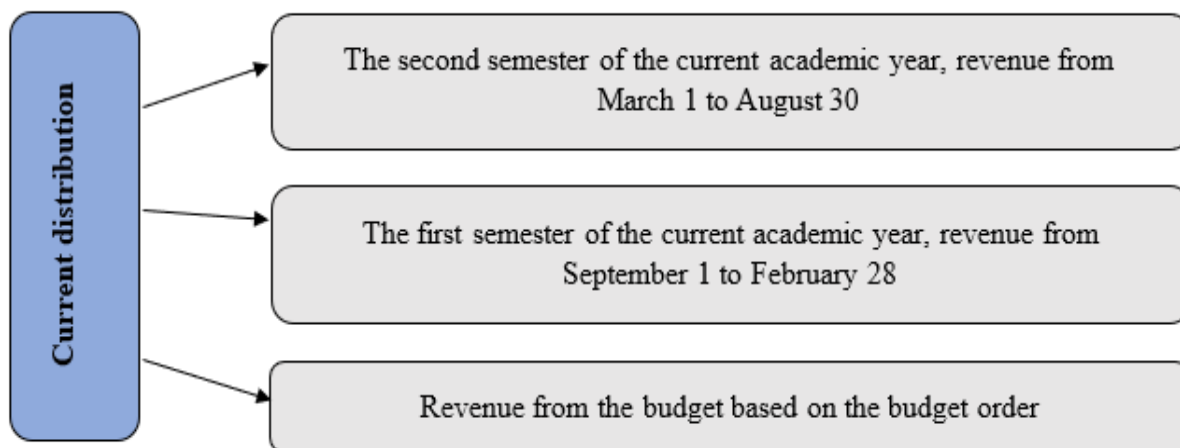 Current distribution
The second semester of the current academic year, revenue from
March 1 to August 30
The first semester of the current academic year, revenue from
September 1 to February 28
Revenue from the budget based on the budget order